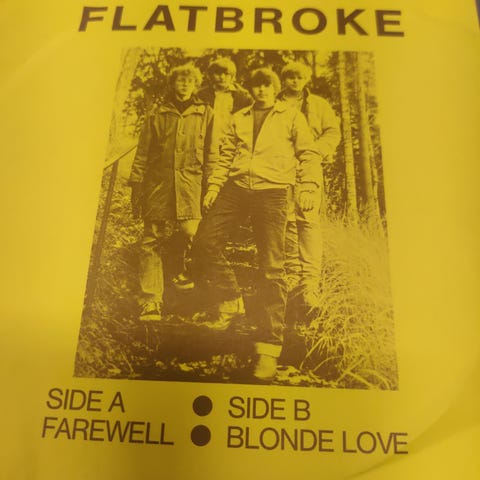 FLATBROKE
SIDE A ● SIDE B
FAREWELL ● BLONDE LOVE